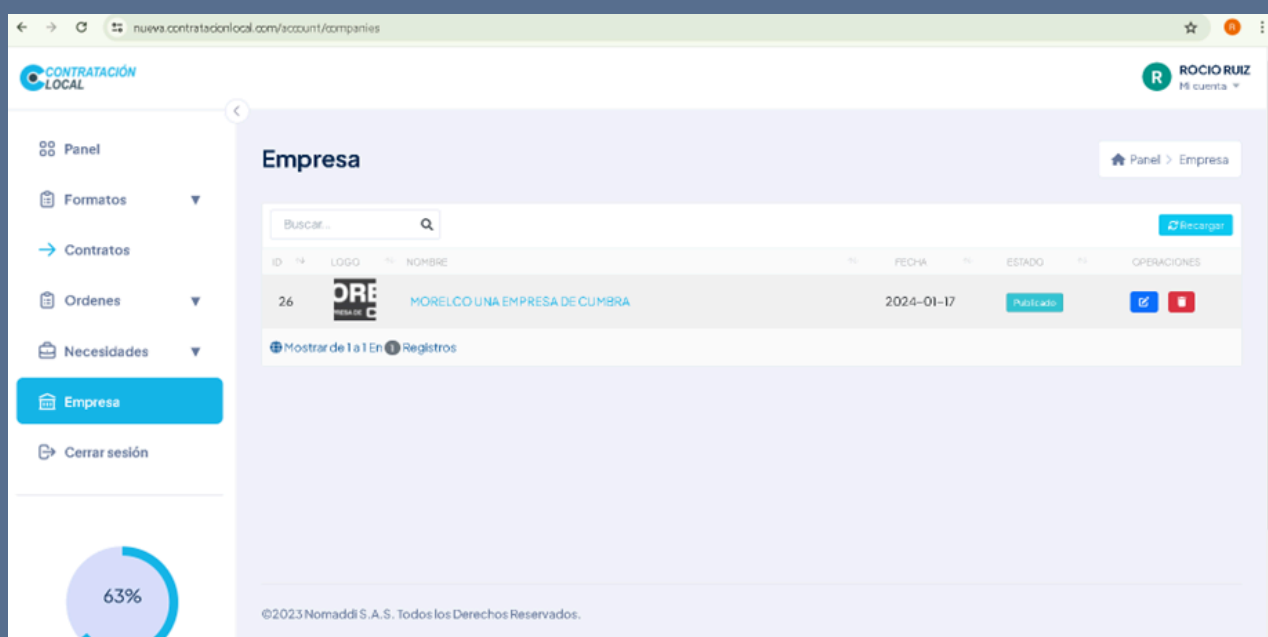 nueva.contratacionlocal.com/account/companies
CONTRATACIÓN
LOCAL
R
ROCIO RUIZ
Mi cuenta
Panel
Formatos
Contratos
Ordenes
Necesidades
Empresa
Cerrar sesión
63%
Empresa
Panel > Empresa
Buscar...
Recargar
ID LOGO NOMBRE FECHA ESTADO OPERACIONES
26 ORE MORELCO UNA EMPRESA DE CUMBRA 2024-01-17 Publicado
Mostrar de 1 a 1 En 1 Registros
©2023 Nomaddi S.A.S. Todos los Derechos Reservados.